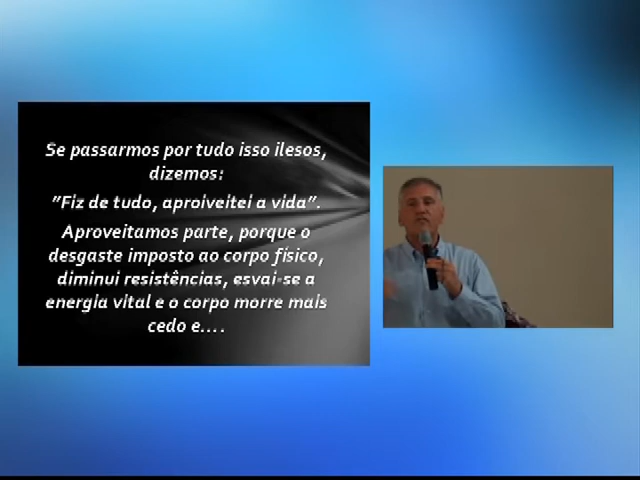 Se passarmos por tudo isso ilesos,
dizemos:
"Fiz de tudo, aproiveitei a vida".
Aproveitamos parte, porque o
desgaste imposto ao corpo físico,
diminui resistências, esvai-se a
energia vital e o corpo morre mais
cedo e....